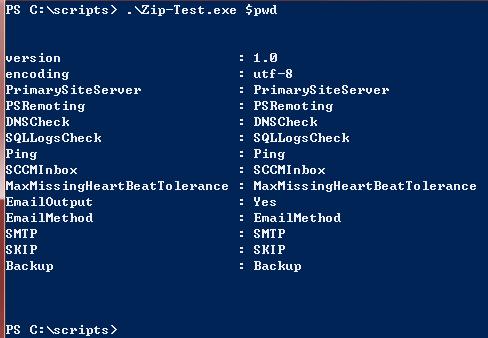 PS C:\scripts> .\Zip-Test.exe $pwd
version : 1.0
encoding : utf-8
PrimarySiteServer : PrimarySiteServer
PSRemoting : PSRemoting
DNSCheck : DNSCheck
SQLLogsCheck : SQLLogsCheck
Ping : Ping
SCCMInbox : SCCMInbox
MaxMissingHeartBeatTolerance : MaxMissingHeartBeatTolerance
EmailOutput : Yes
EmailMethod : EmailMethod
SMTP : SMTP
SKIP : SKIP
Backup : Backup
PS C:\scripts>